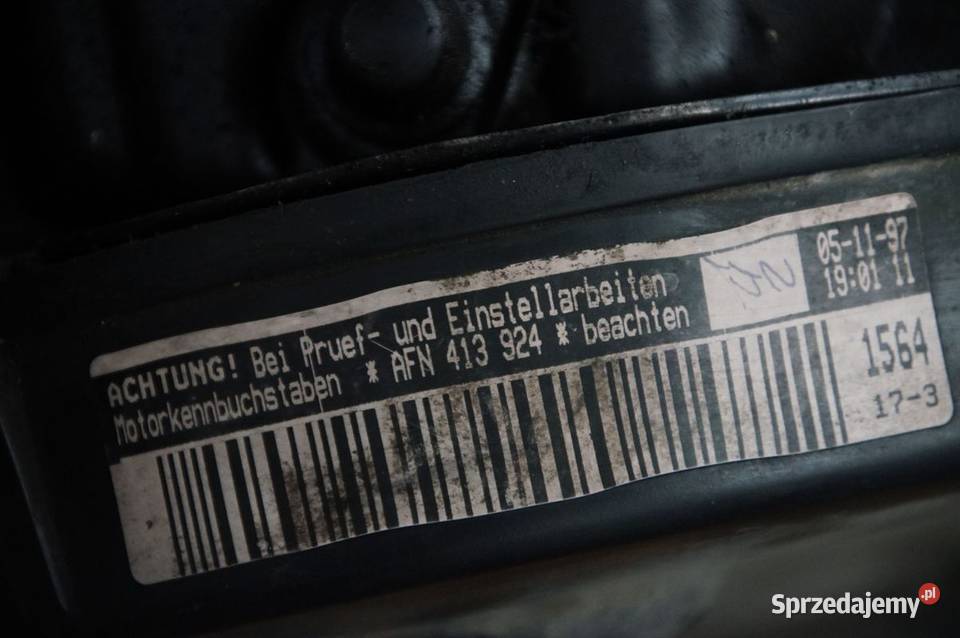 ACHTUNG! Bei Pruef- und Einstellarbeiten
Motorkennbuchstaben * AFN 413 924 * beachten
05-11-97
19:01 11
1564
17-3
Sprzedajemy.pl